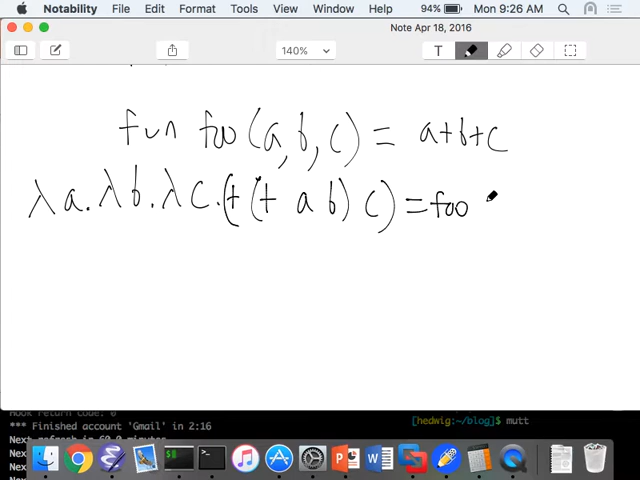 Notability File Edit Format Tools View Window Help 94% Mon 9:26 AM
Note Apr 18, 2016
140% T
fun foo(a,b,c) = a+b+c
λa.λb.λc.(+(+ a b) c) = foo
*** Finished account 'Gmail' in 2:16
[hedwig:~/blog]$ mutt